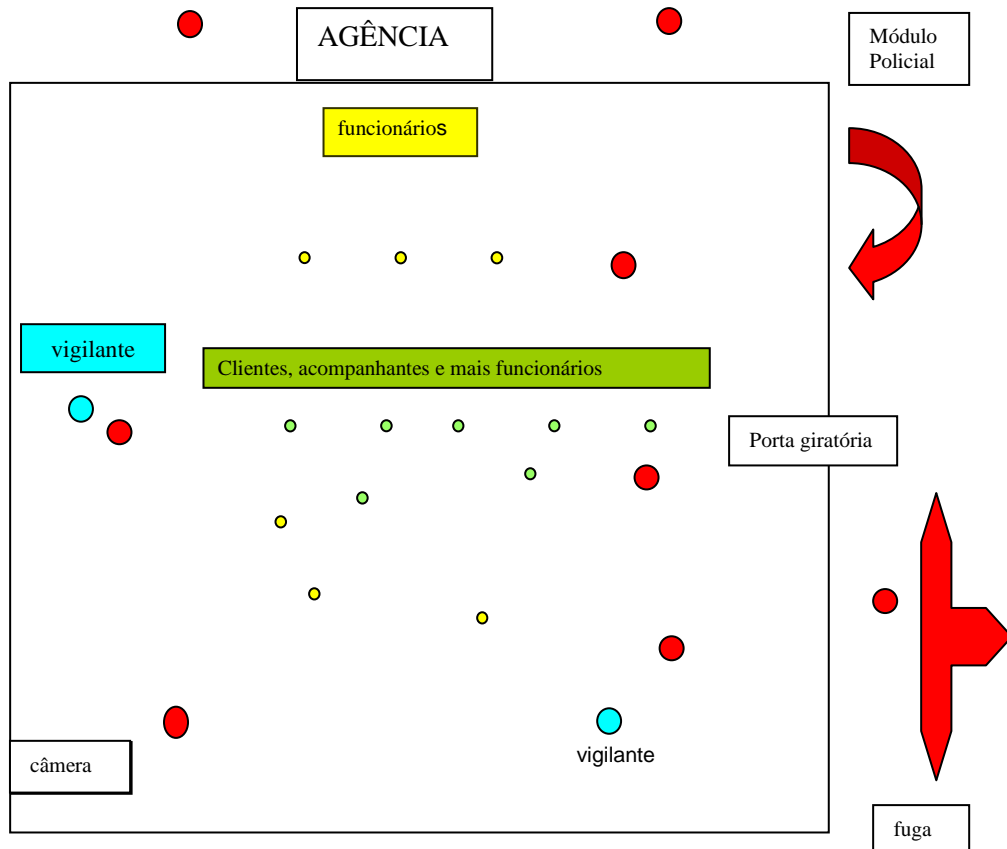 AGÊNCIA
Módulo
Policial
funcionários
vigilante
Clientes, acompanhantes e mais funcionários
Porta giratória
vigilante
câmera
fuga